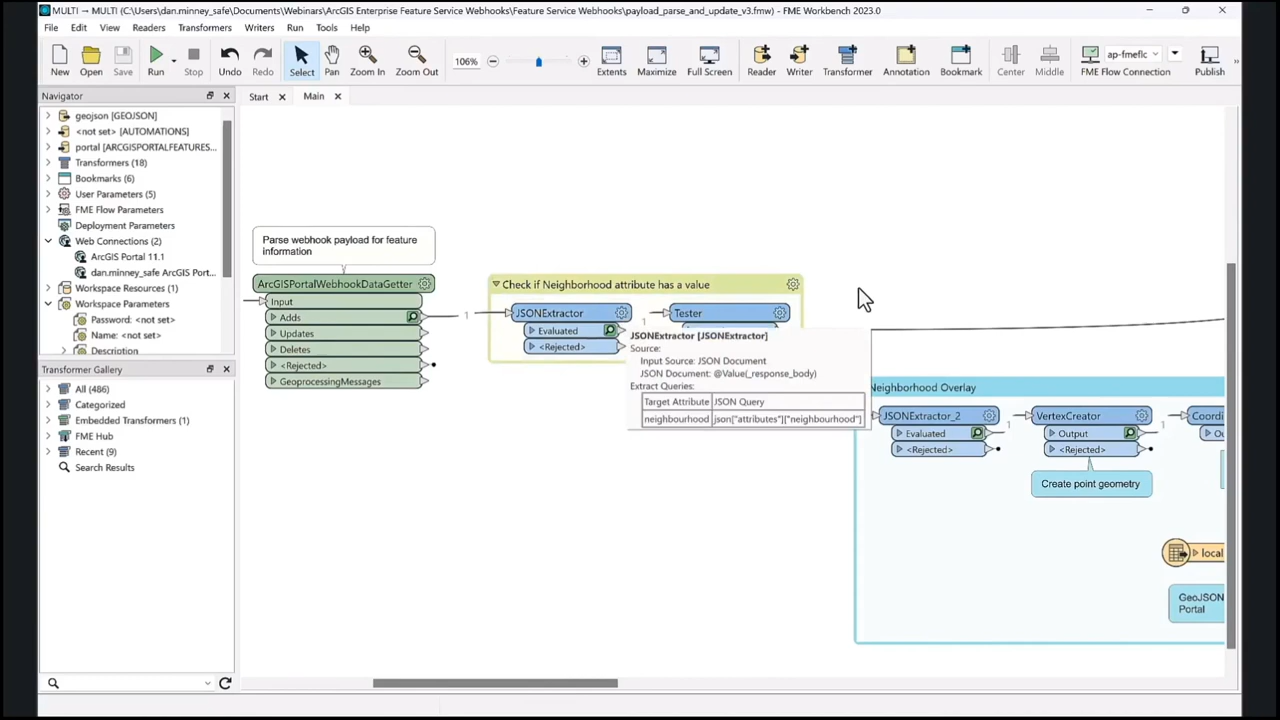 MULTI → MULTI (C:\Users\dan.minney_safe\Documents\Webinars\ArcGIS Enterprise Feature Service Webhooks\Feature Service Webhooks\payload_parse_and_update_v3.fmw) - FME Workbench 2023.0
File Edit View Readers Transformers Writers Run Tools Help
New Open Save Run Stop Undo Redo Select Pan Zoom In Zoom Out 106% Extents Maximize Full Screen Reader Writer Transformer Annotation Bookmark Center Middle ap-fmeflc FME Flow Connection Publish
Navigator
Start Main
geojson [GEOJSON]
<not set> [AUTOMATIONS]
portal [ARCGISPORTALFEATURES...
Transformers (18)
Bookmarks (6)
User Parameters (5)
FME Flow Parameters
Deployment Parameters
Web Connections (2)
ArcGIS Portal 11.1
dan.minney_safe ArcGIS Port...
Workspace Resources (1)
Workspace Parameters
Password: <not set>
Name: <not set>
Description
Transformer Gallery
All (486)
Categorized
Embedded Transformers (1)
FME Hub
Recent (9)
Search Results
Parse webhook payload for feature
information
ArcGISPortalWebhookDataGetter
Input
Adds
Updates
Deletes
<Rejected>
GeoprocessingMessages
1
Check if Neighborhood attribute has a value
JSONExtractor
Evaluated
<Rejected>
1
Tester
JSONExtractor [JSONExtractor]
Source:
Input Source: JSON Document
JSON Document: @Value(_response_body)
Extract Queries:
Target Attribute JSON Query
neighbourhood json["attributes"]["neighbourhood"]
Neighborhood Overlay
JSONExtractor_2
Evaluated
<Rejected>
1
VertexCreator
Output
<Rejected>
1
Create point geometry
Coordi
Ou
local
GeoJSON
Portal